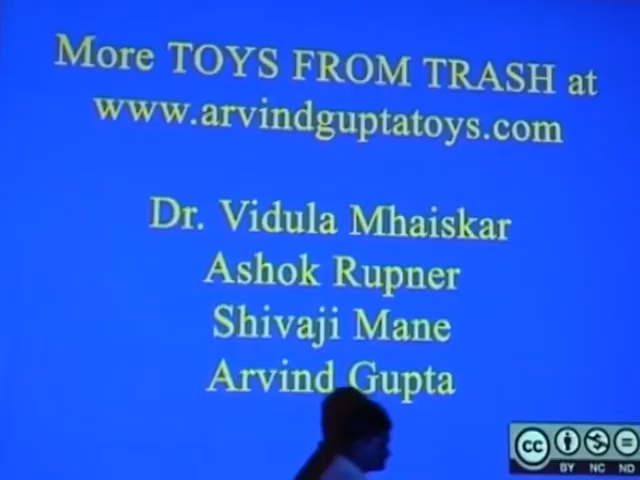 More TOYS FROM TRASH at
www.arvindguptatoys.com
Dr. Vidula Mhaiskar
Ashok Rupner
Shivaji Mane
Arvind Gupta
cc
BY NC ND